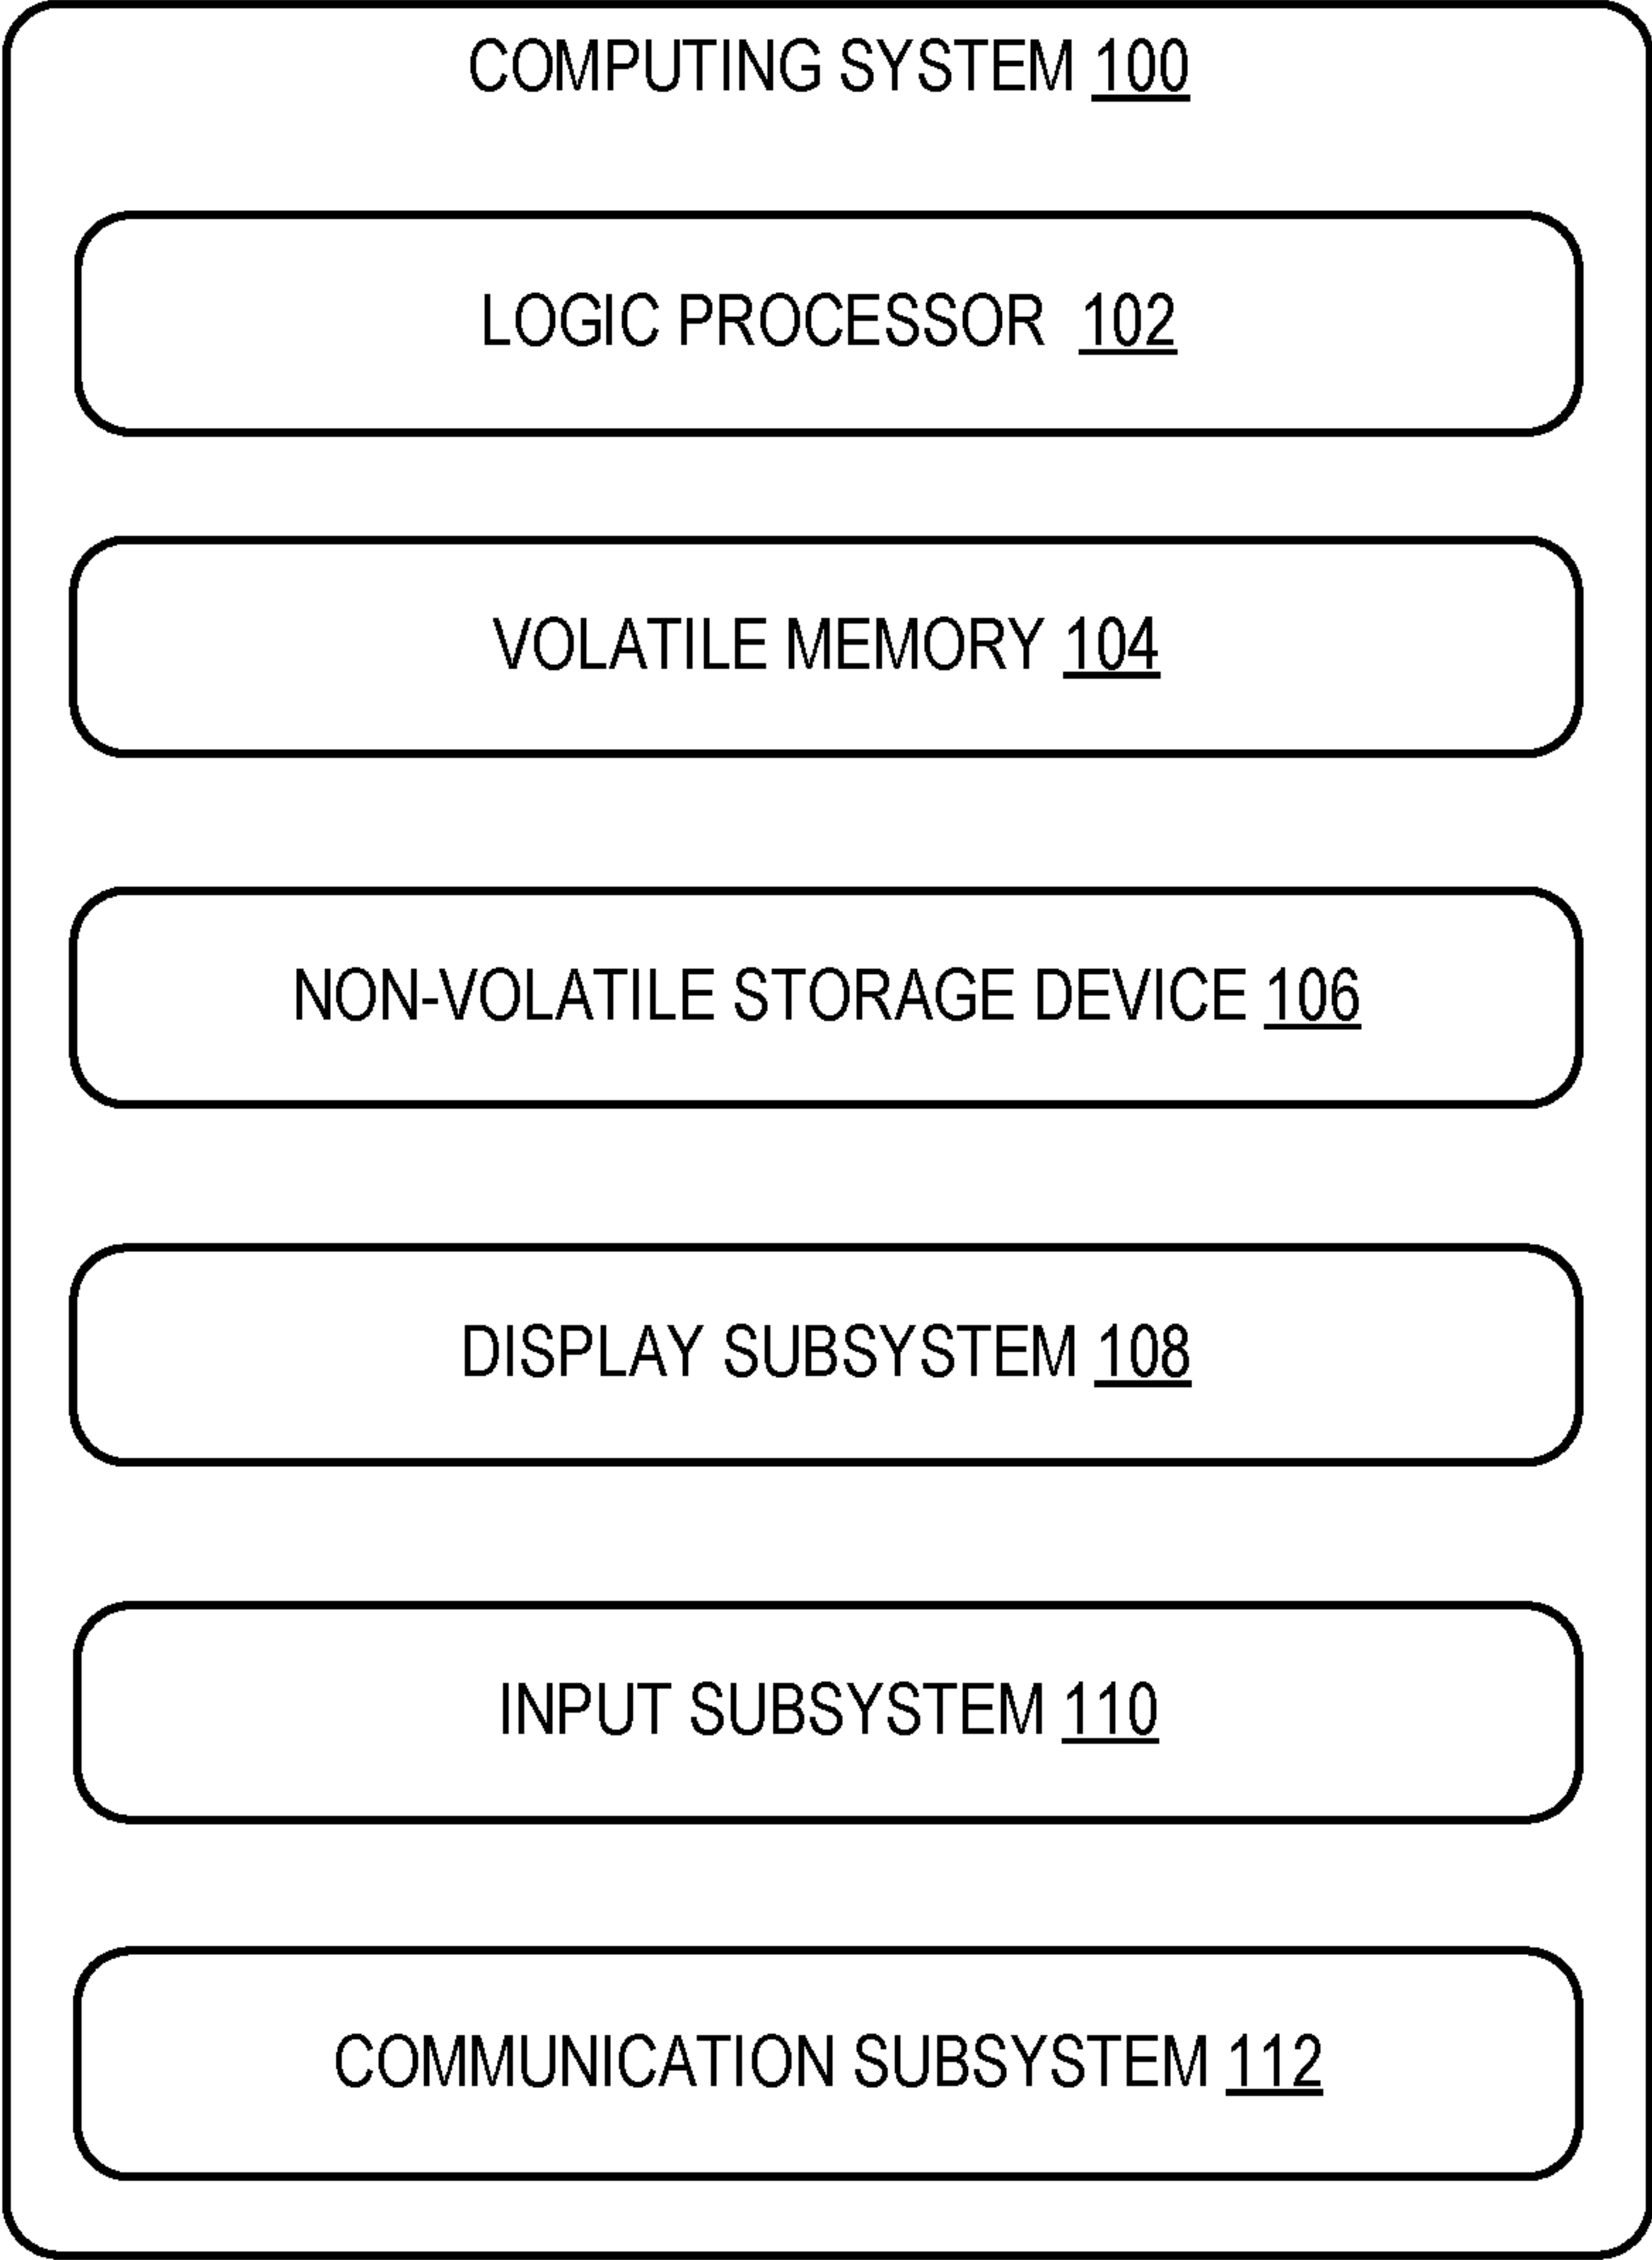 COMPUTING SYSTEM 100
LOGIC PROCESSOR 102
VOLATILE MEMORY 104
NON-VOLATILE STORAGE DEVICE 106
DISPLAY SUBSYSTEM 108
INPUT SUBSYSTEM 110
COMMUNICATION SUBSYSTEM 112